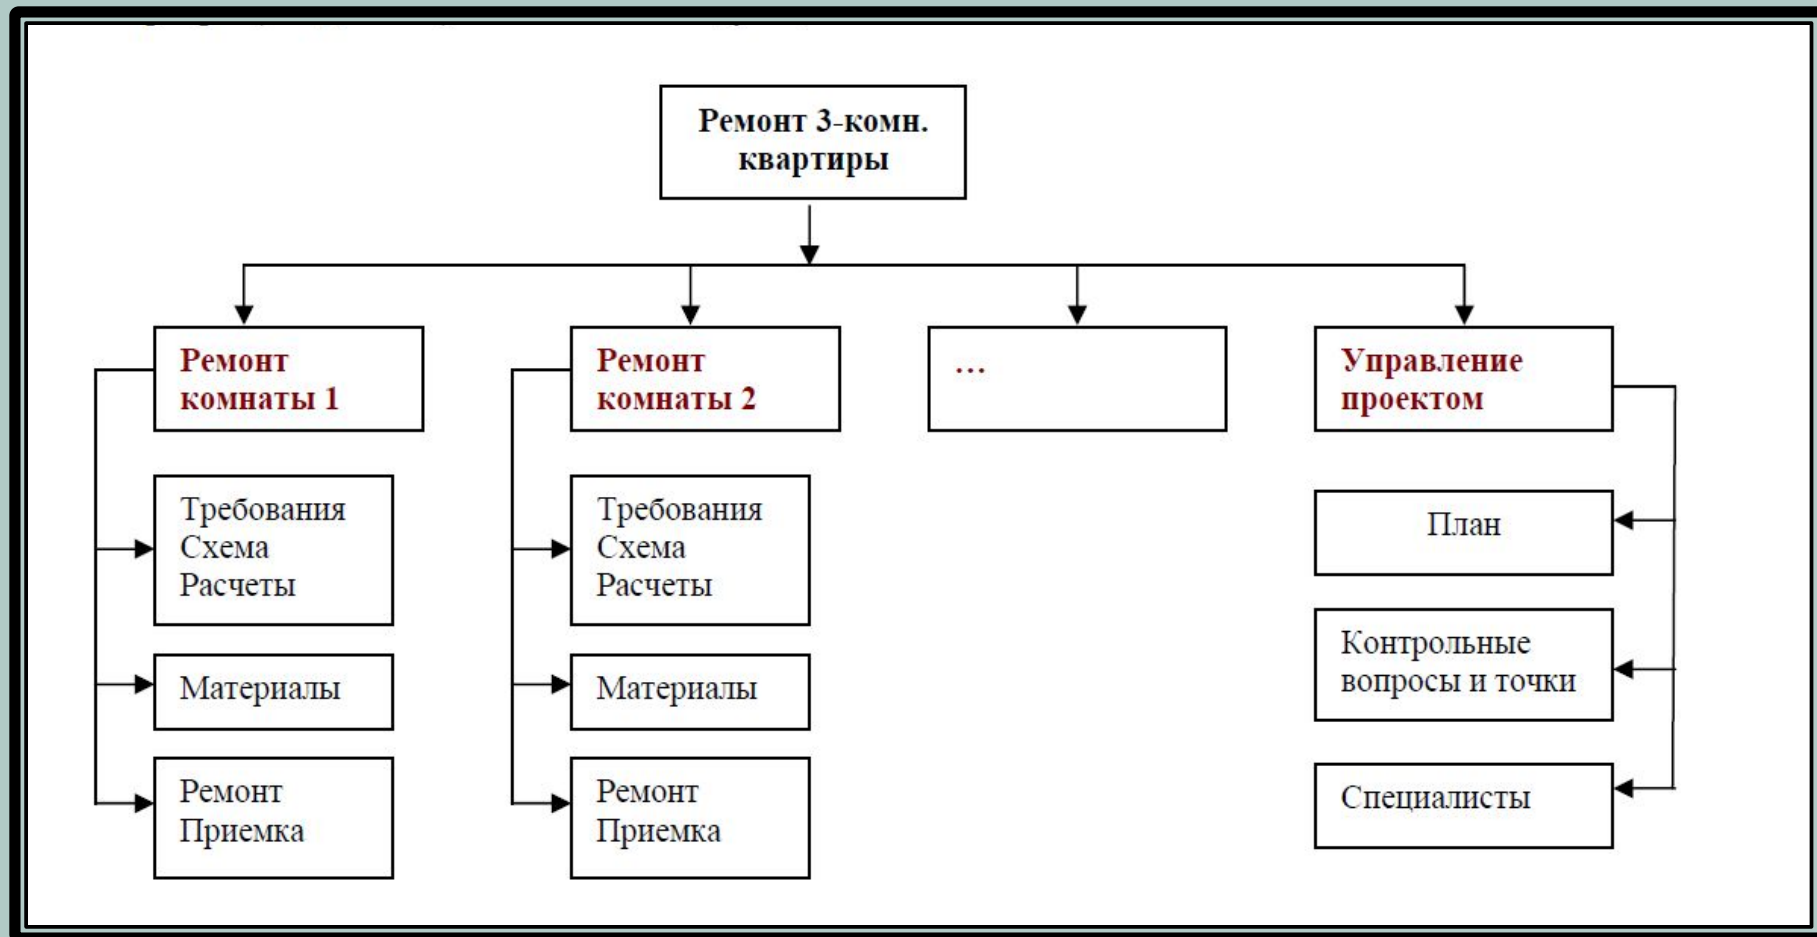 Ремонт 3-комн.
квартиры
Ремонт
комнаты 1
Ремонт
комнаты 2
...
Управление
проектом
Требования
Схема
Расчеты
Материалы
Ремонт
Приемка
Требования
Схема
Расчеты
Материалы
Ремонт
Приемка
План
Контрольные
вопросы и точки
Специалисты